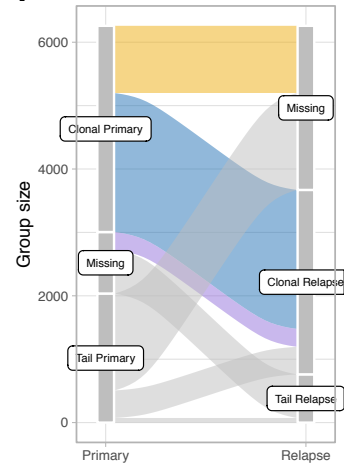 6000
4000
2000
0
Group size
Clonal Primary
Missing
Tail Primary
Missing
Clonal Relapse
Tail Relapse
Primary
Relapse